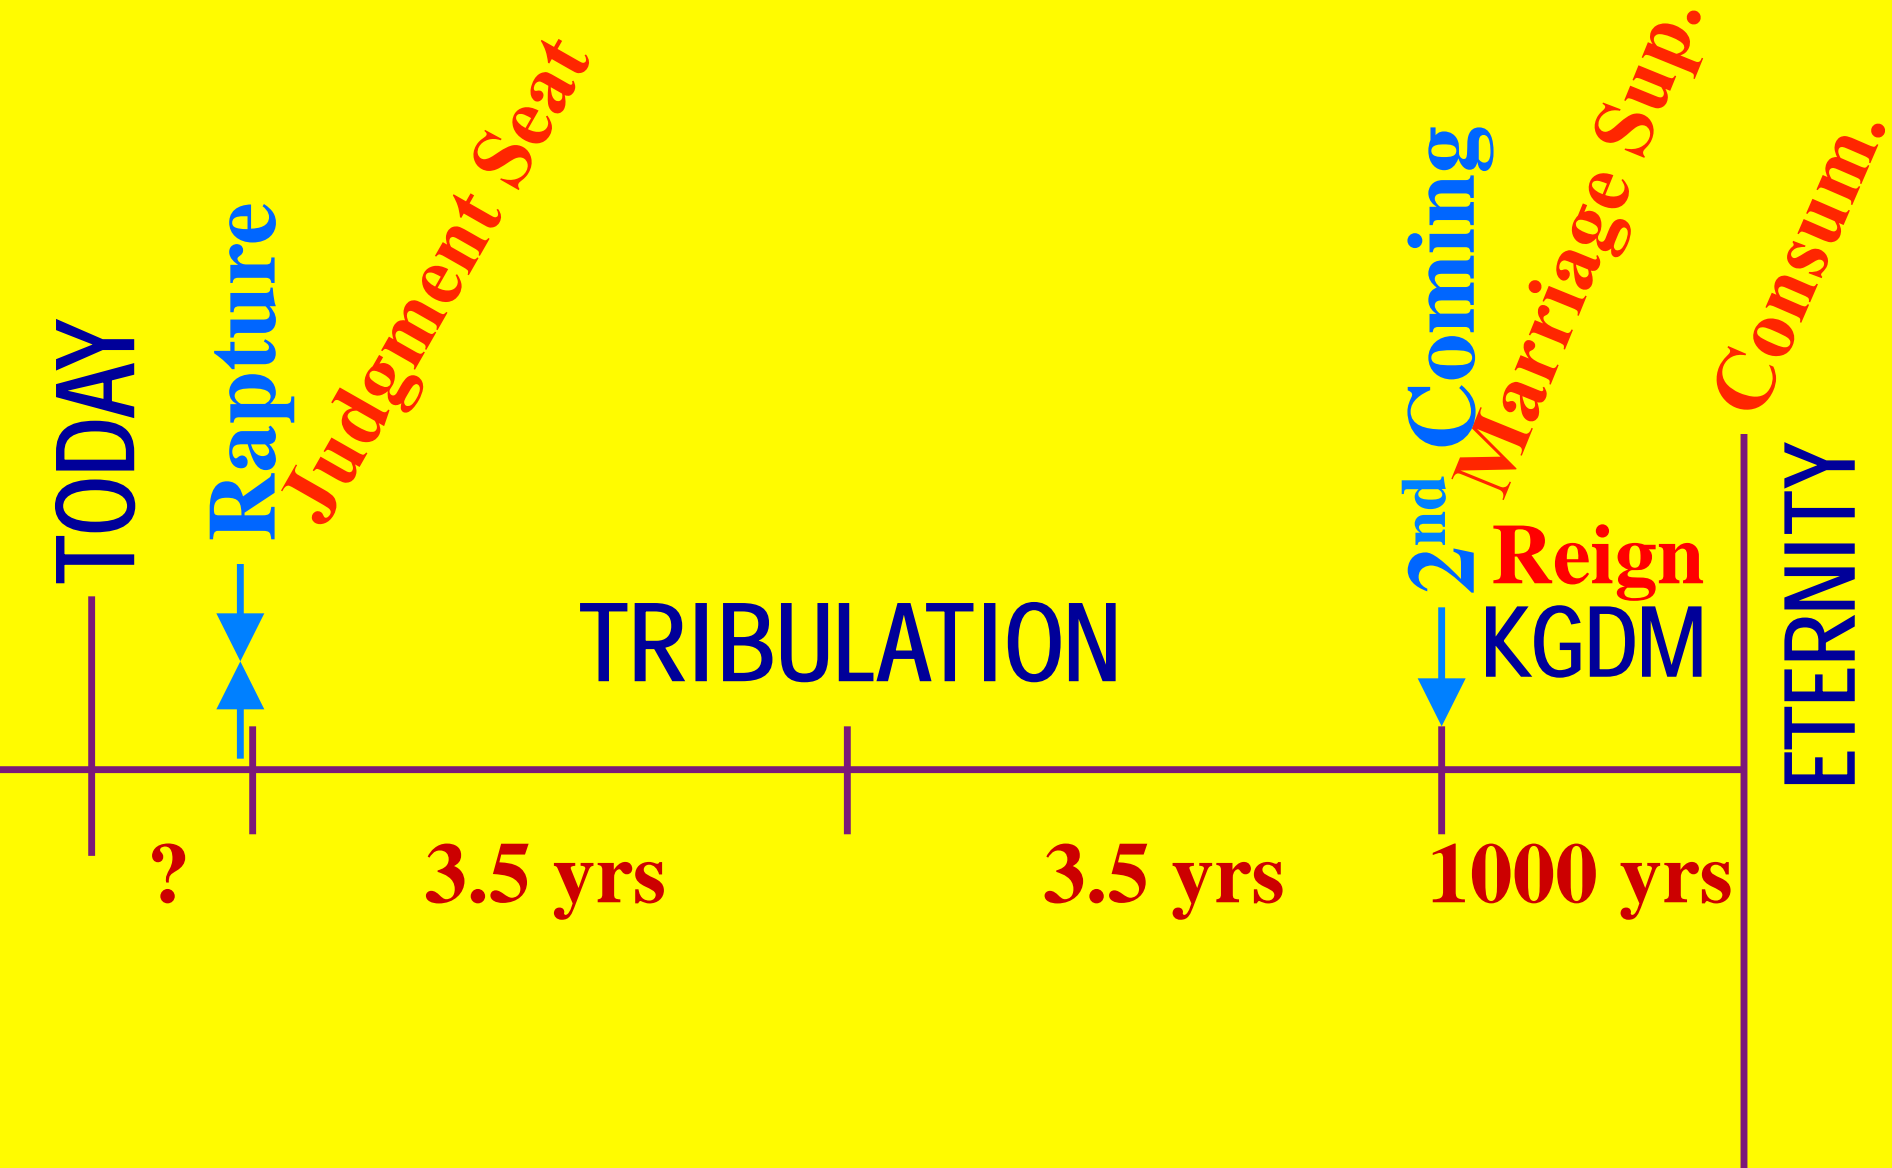 TODAY
Rapture
Judgment Seat
TRIBULATION
2nd Coming
Marriage Sup.
Reign
KGDM
Consum.
ETERNITY
?
3.5 yrs
3.5 yrs
1000 yrs